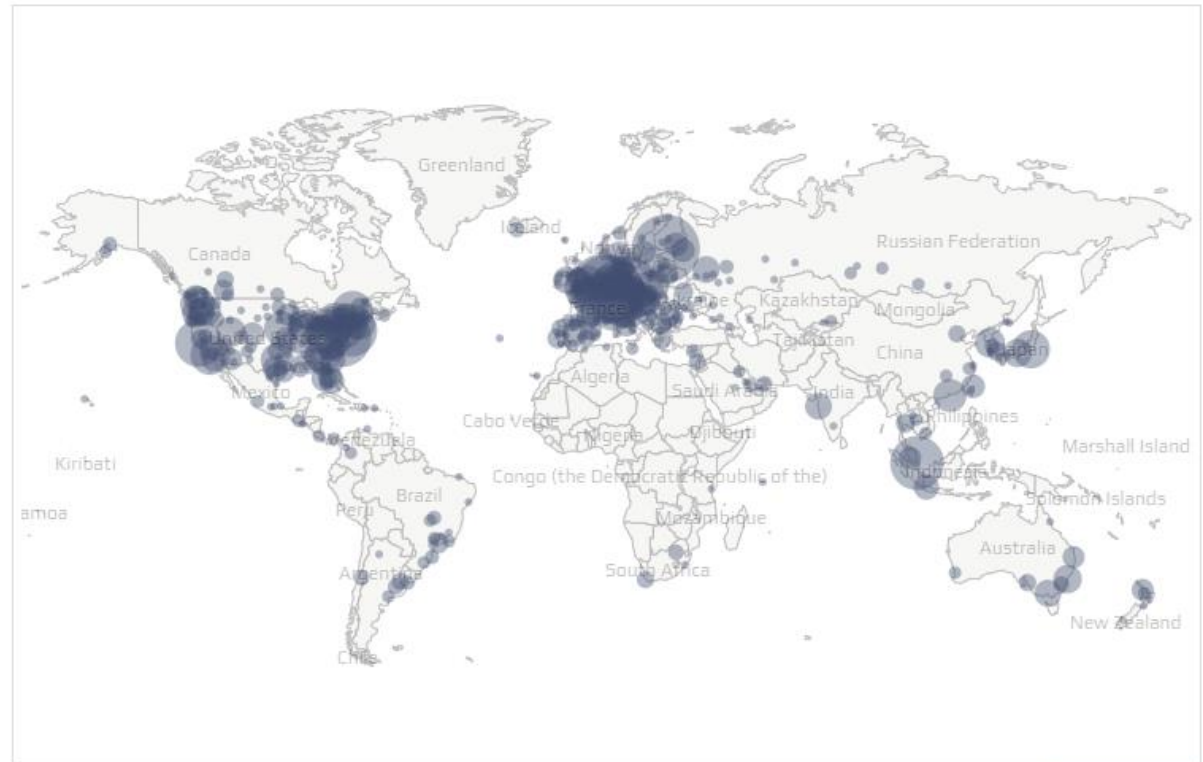 Greenland
Iceland
Norway
Russian Federation
Canada
Ukraine
Kazakhstan
Mongolia
France
United States
Tajikistan
China
Japan
Algeria
Mexico
Saudi Arabia
India
Cabo Verde
Philippines
Nigeria
Djibouti
Venezuela
Marshall Island
Kiribati
Congo (the Democratic Republic of the)
Indonesia
Brazil
Solomon Islands
Peru
amoa
Mozambique
Australia
South Africa
Argentina
New Zealand
Chile